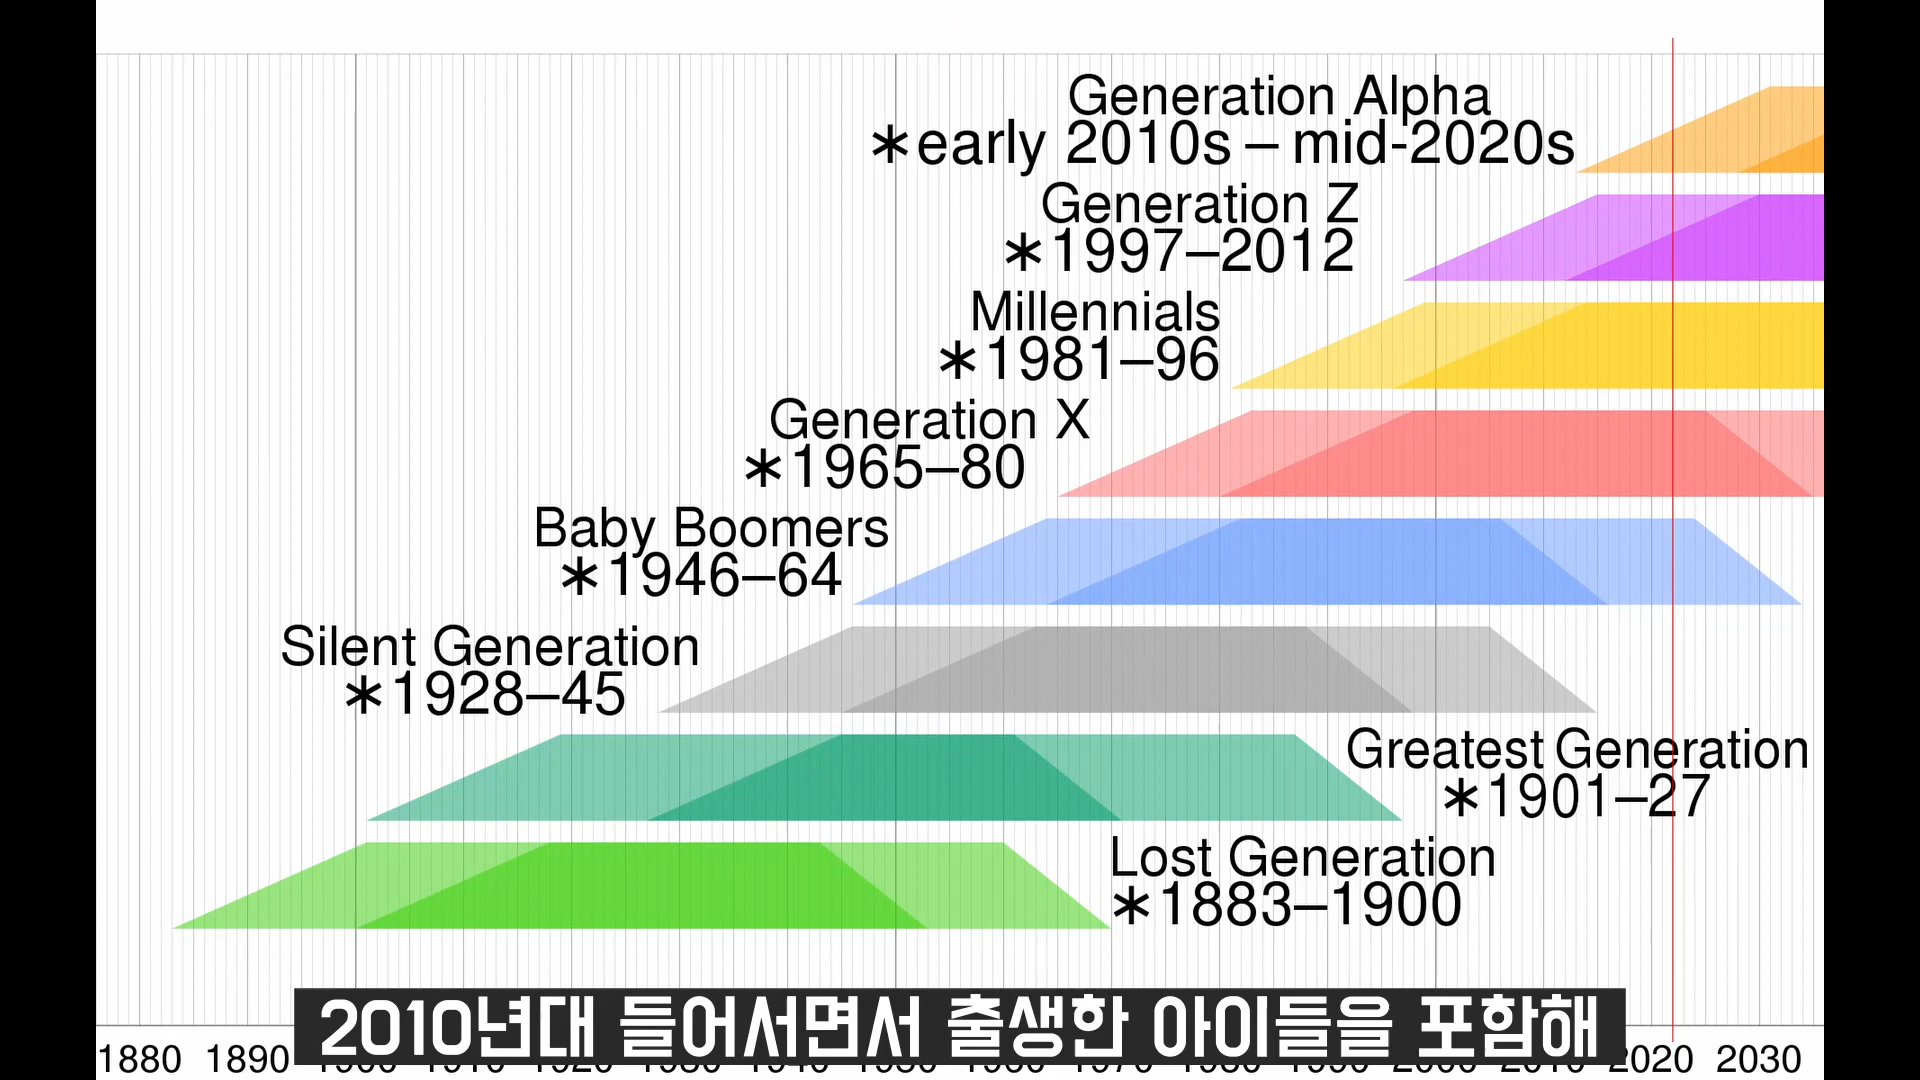 Generation Alpha
∗early 2010s – mid-2020s
Generation Z
∗1997–2012
Millennials
∗1981–96
Generation X
∗1965–80
Baby Boomers
∗1946–64
Silent Generation
∗1928–45
Greatest Generation
∗1901–27
Lost Generation
∗1883–1900
2010년대 들어서면서 출생한 아이들을 포함해
1880 1890 2020 2030